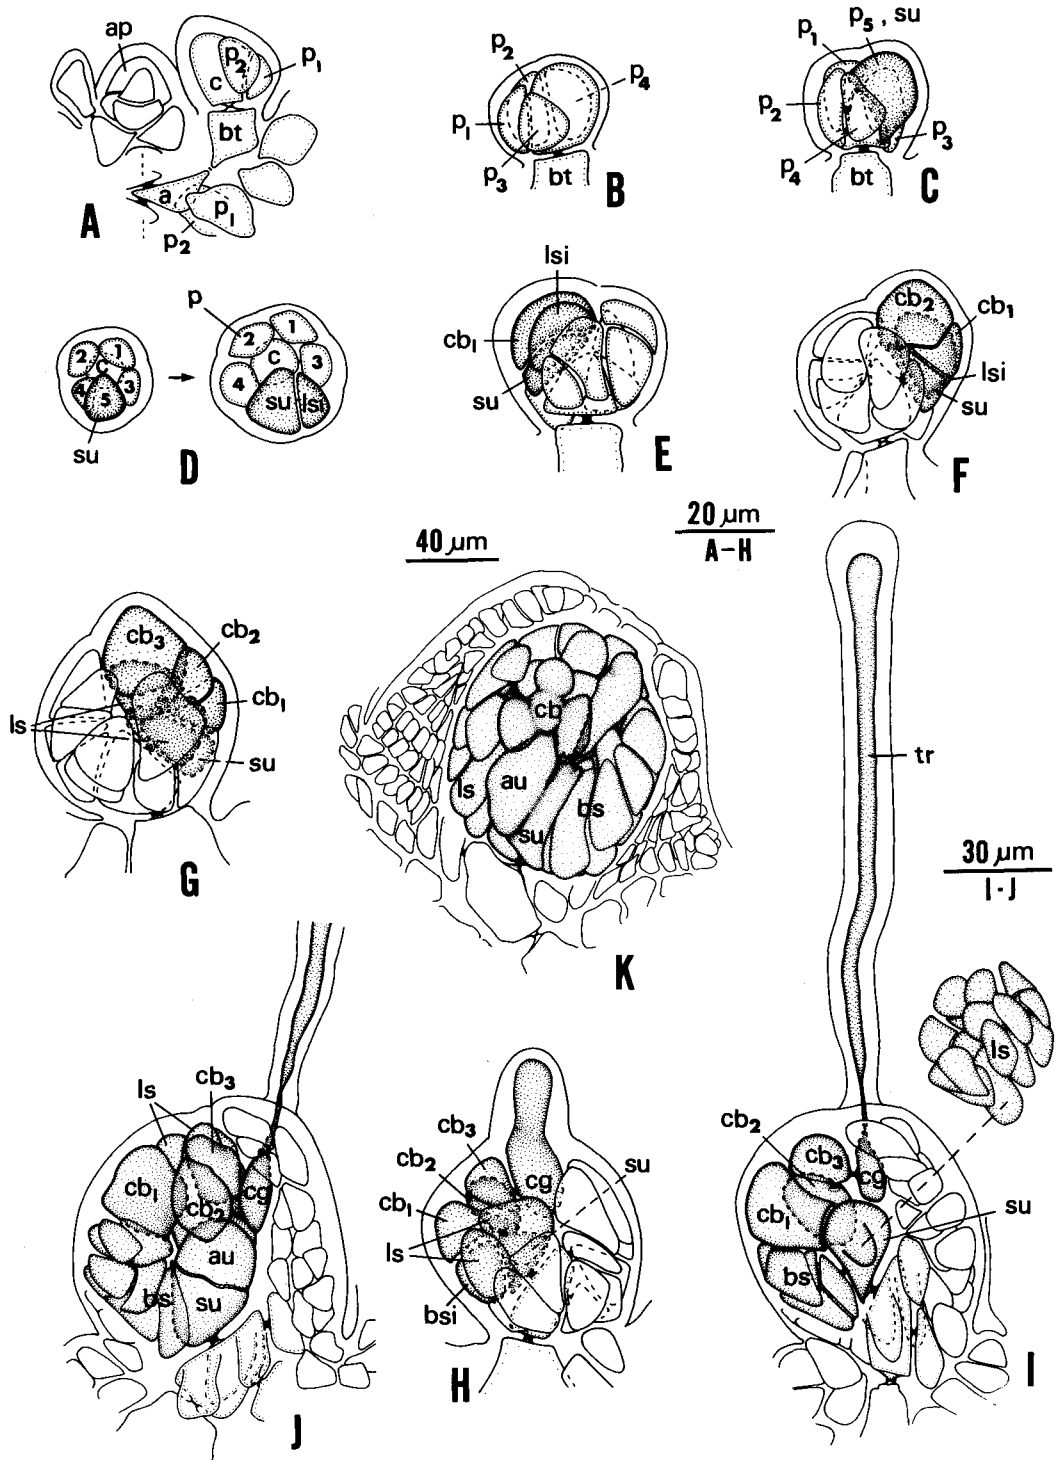 ap
c
p2
p1
bt
a
p1
p2
A
p2
p4
p1
p3
bt
B
p5, su
p1
p2
p3
p4
bt
C
p
2
1
C
3
4
5
su
2
1
C
3
4
su
lsi
D
lsi
cb1
su
E
cb2
cb1
lsi
su
F
40 µm
20 µm
A-H
cb3
cb2
cb1
ls
su
G
cb
ls
au
bs
su
K
tr
30 µm
I-J
ls
cb3
ls
cb1
cg
cb2
au
bs
su
J
cb3
su
cb2
cg
cb1
ls
bsi
H
cb2
cb3
cg
cb1
su
bs
I